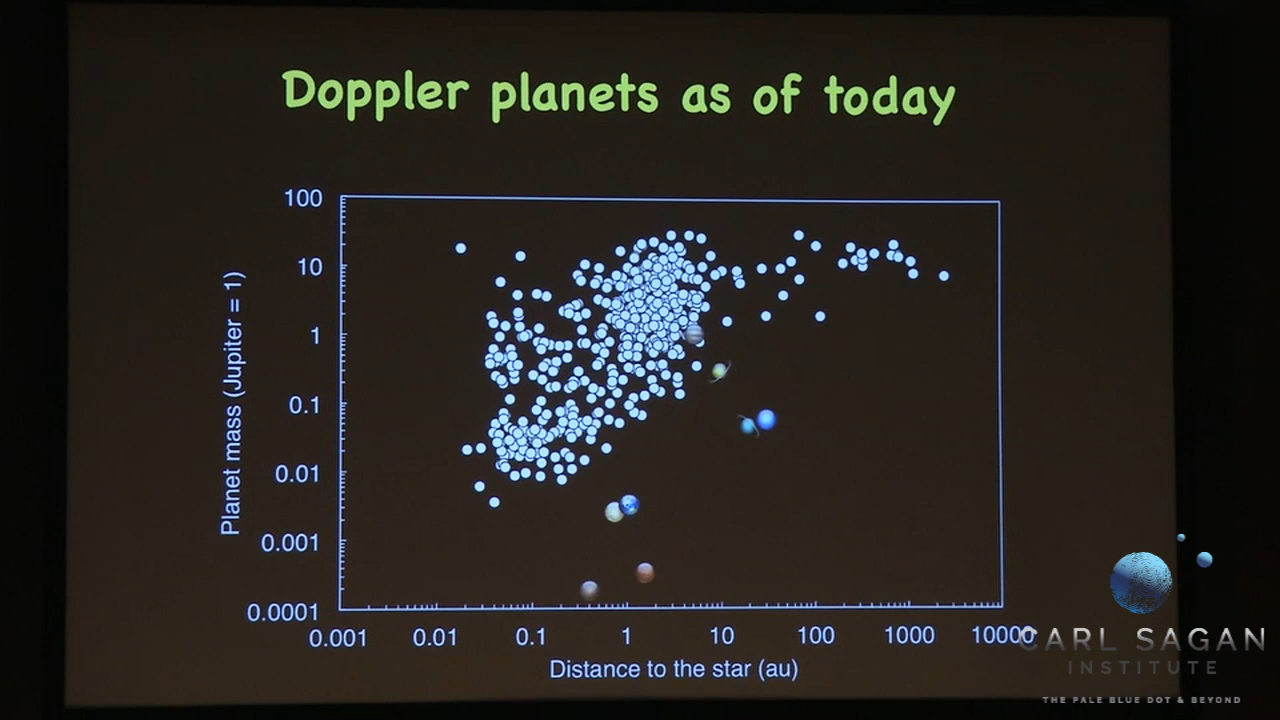 Doppler planets as of today
100
10
1
0.1
0.01
0.001
0.0001
Planet mass (Jupiter = 1)
0.001 0.01 0.1 1 10 100 1000 10000
Distance to the star (au)
CARL SAGAN
INSTITUTE
THE PALE BLUE DOT & BEYOND